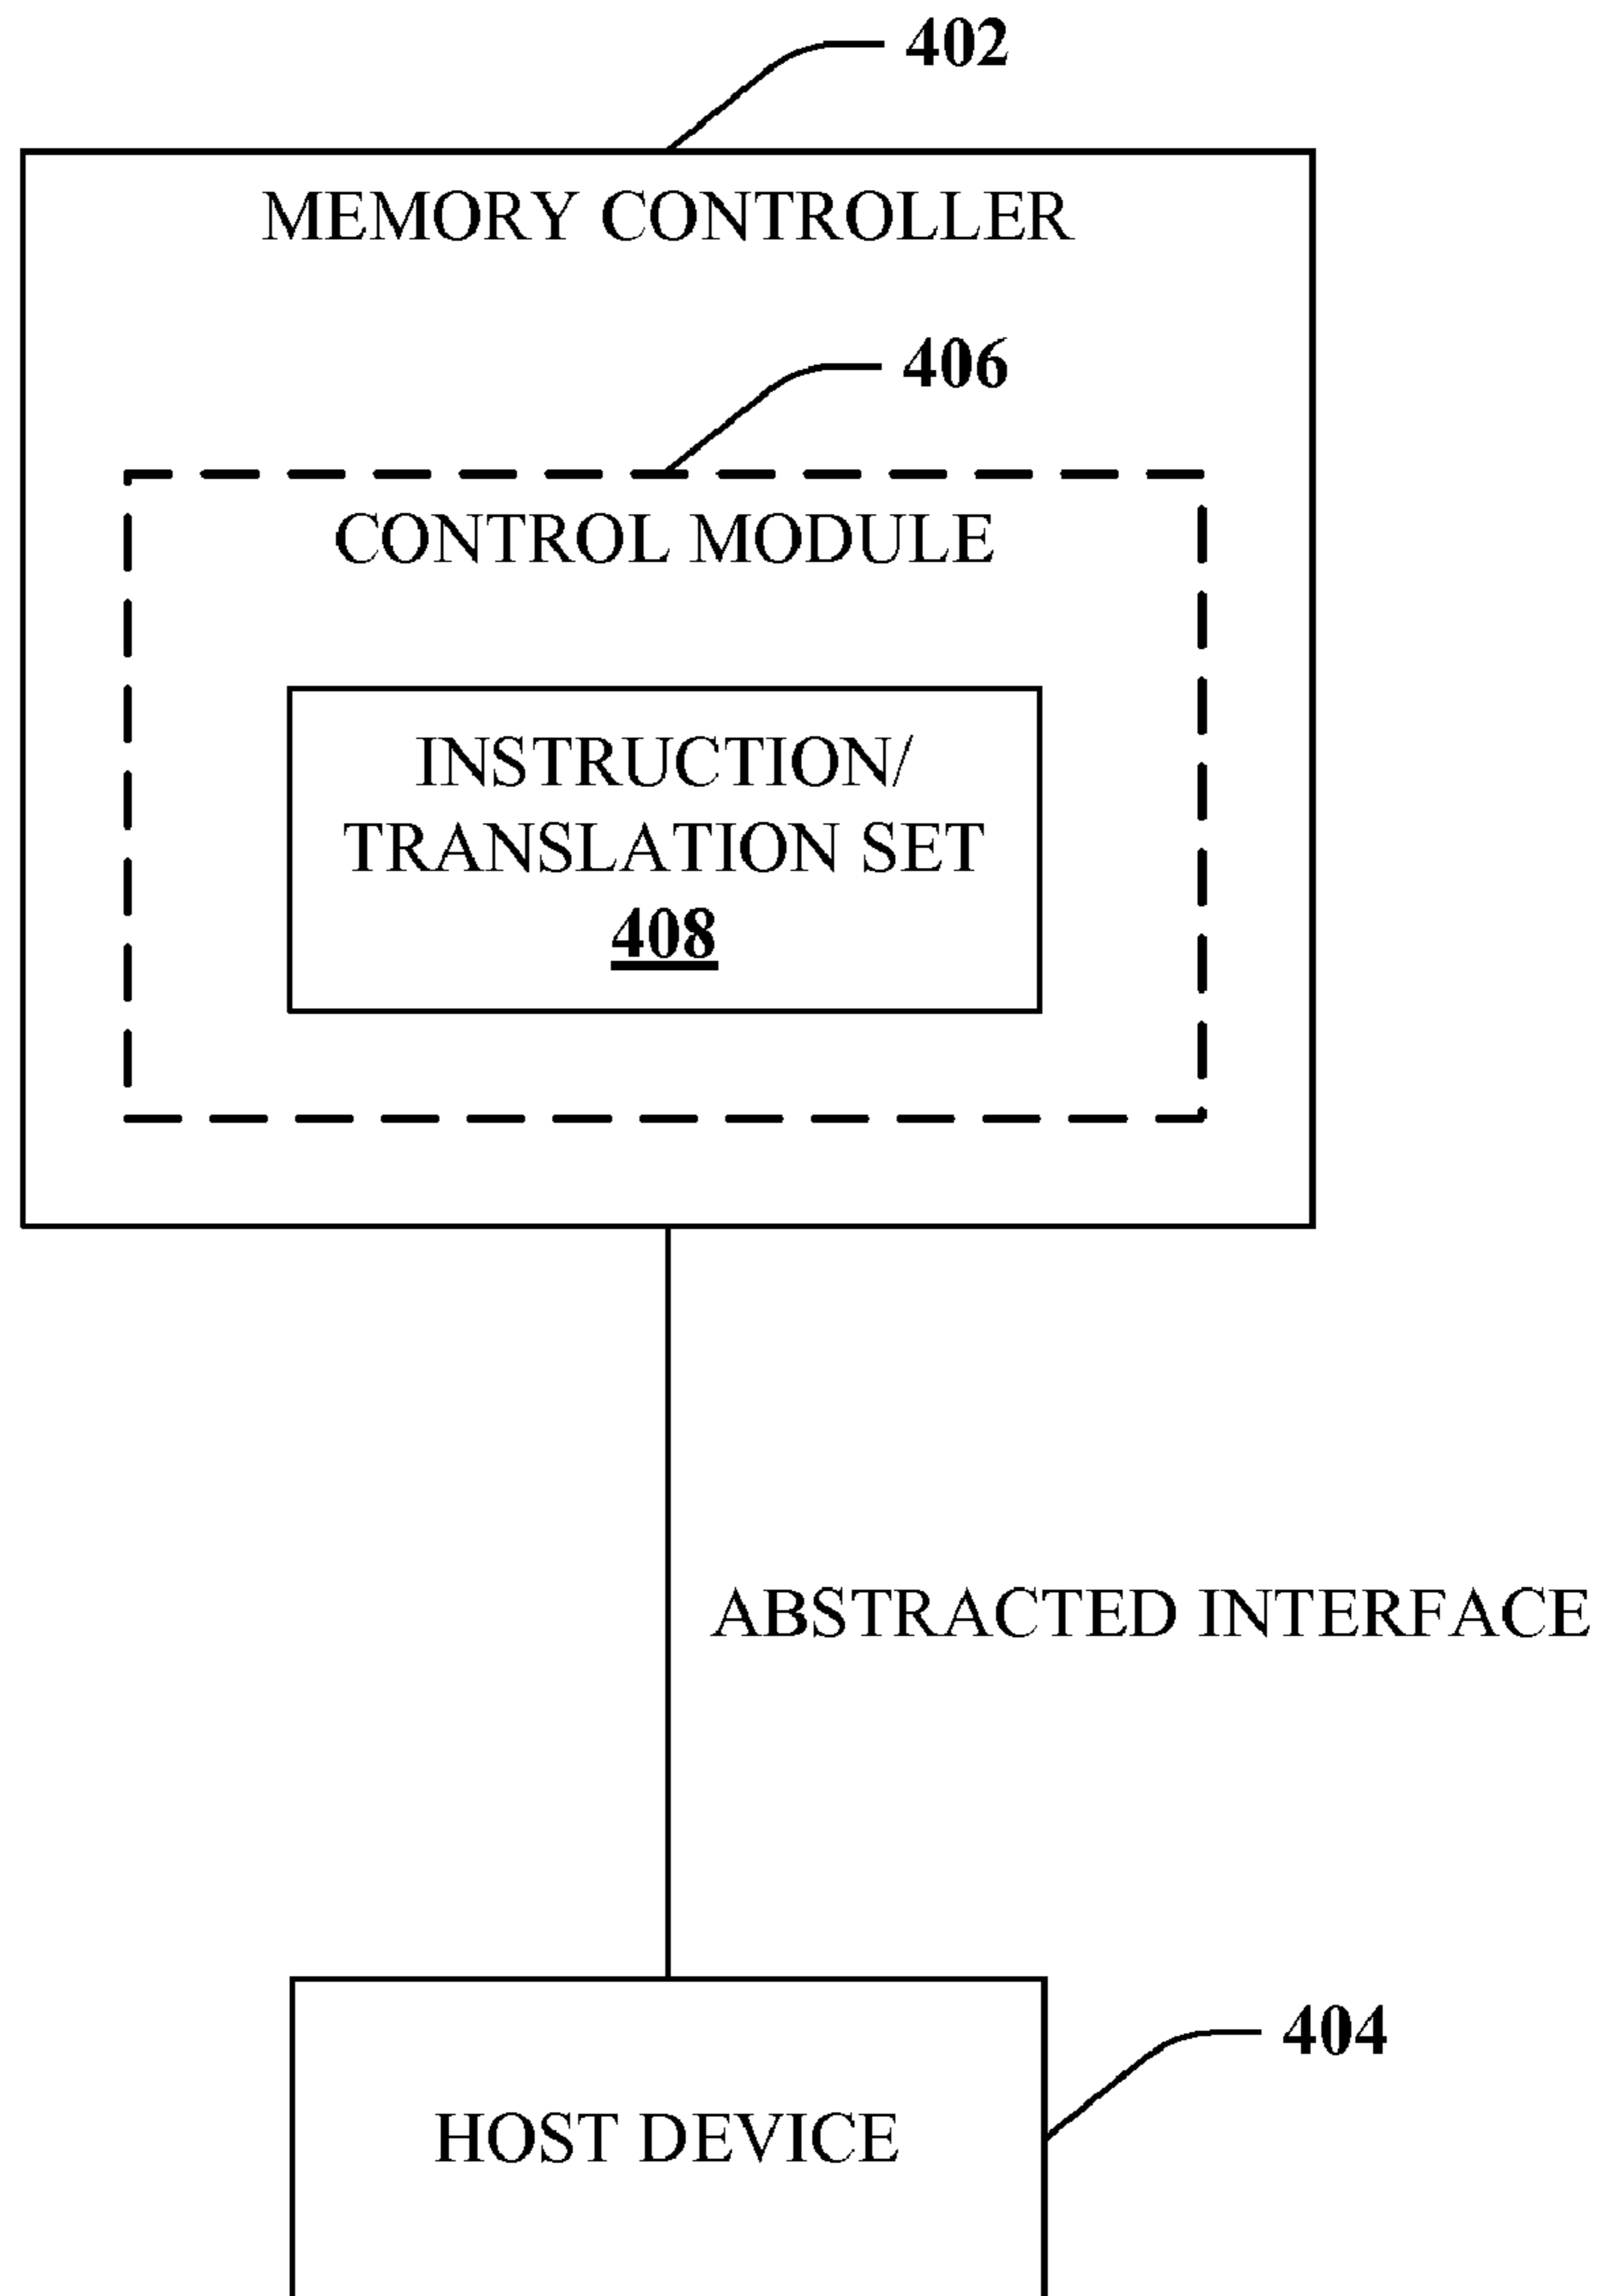 402
MEMORY CONTROLLER
406
CONTROL MODULE
INSTRUCTION/
TRANSLATION SET
408
ABSTRACTED INTERFACE
404
HOST DEVICE